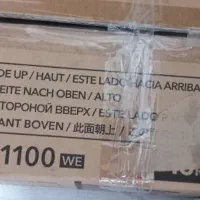 DE UP / HAUT / ESTE LADO HACIA ARRIBA
EITE NACH OBEN / ALTO
ТОРОНОЙ ВВЕРХ / ESTE LADO
ANT BOVEN / 此面朝上 /
1100 WE